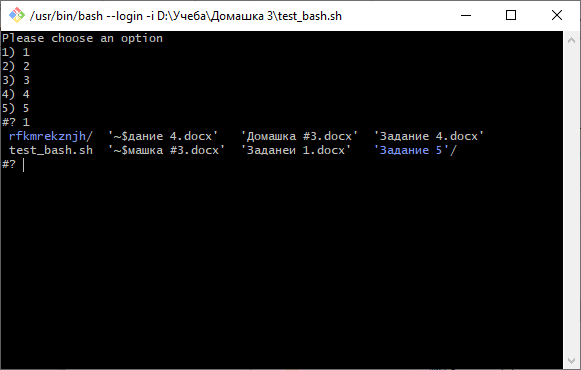 /usr/bin/bash --login -i D:\Учеба\Домашка 3\test_bash.sh
Please choose an option
1) 1
2) 2
3) 3
4) 4
5) 5
#? 1
rfkmrekznjh/ '~$дание 4.docx' 'Домашка #3.docx' 'Задание 4.docx'
test_bash.sh '~$машка #3.docx' 'Заданеи 1.docx' 'Задание 5'/
#?